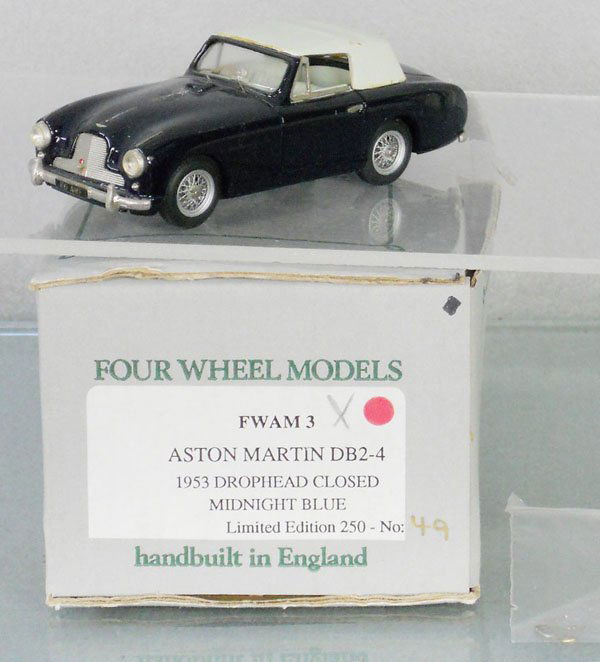 FOUR WHEEL MODELS
FWAM 3 X
ASTON MARTIN DB2-4
1953 DROPHEAD CLOSED
MIDNIGHT BLUE
Limited Edition 250 - No: 49
handbuilt in England